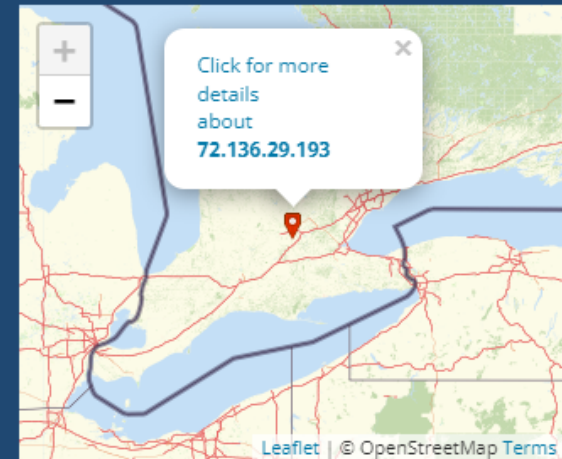 +
−
×
Click for more
details
about
72.136.29.193
Leaflet | © OpenStreetMap Terms